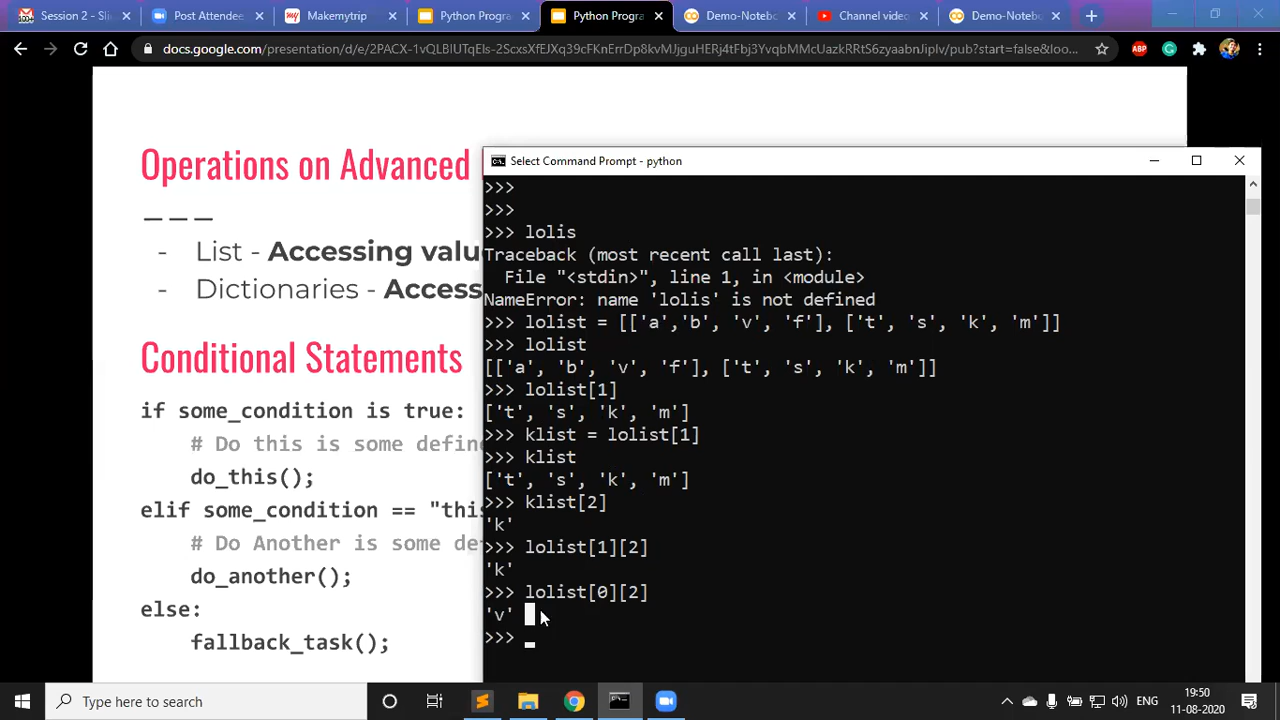 Session 2 - Slim
Post Attendee
Makemytrip
Python Progra
Python Progra
Demo-Notebo
Channel video
Demo-Notebo
docs.google.com/presentation/d/e/2PACX-1vQLBIUTqEls-2ScxsXfEJXq39cFKnErrDp8kvMJjguHERj4tFbj3YvqbMMcUazkRRtS6zyaabnJiplv/pub?start=false&loo...
ABP
Operations on Advanced
___
- List - Accessing valu
- Dictionaries - Access
Conditional Statements
if some_condition is true:
# Do this is some define
do_this();
elif some_condition == "this
# Do Another is some de
do_another();
else:
fallback_task();
Select Command Prompt - python
>>>
>>>
>>> lolis
Traceback (most recent call last):
File "<stdin>", line 1, in <module>
NameError: name 'lolis' is not defined
>>> lolist = [['a','b', 'v', 'f'], ['t', 's', 'k', 'm']]
>>> lolist
[['a', 'b', 'v', 'f'], ['t', 's', 'k', 'm']]
>>> lolist[1]
['t', 's', 'k', 'm']
>>> klist = lolist[1]
>>> klist
['t', 's', 'k', 'm']
>>> klist[2]
'k'
>>> lolist[1][2]
'k'
>>> lolist[0][2]
'v'
>>> _
Type here to search
ENG
19:50
11-08-2020